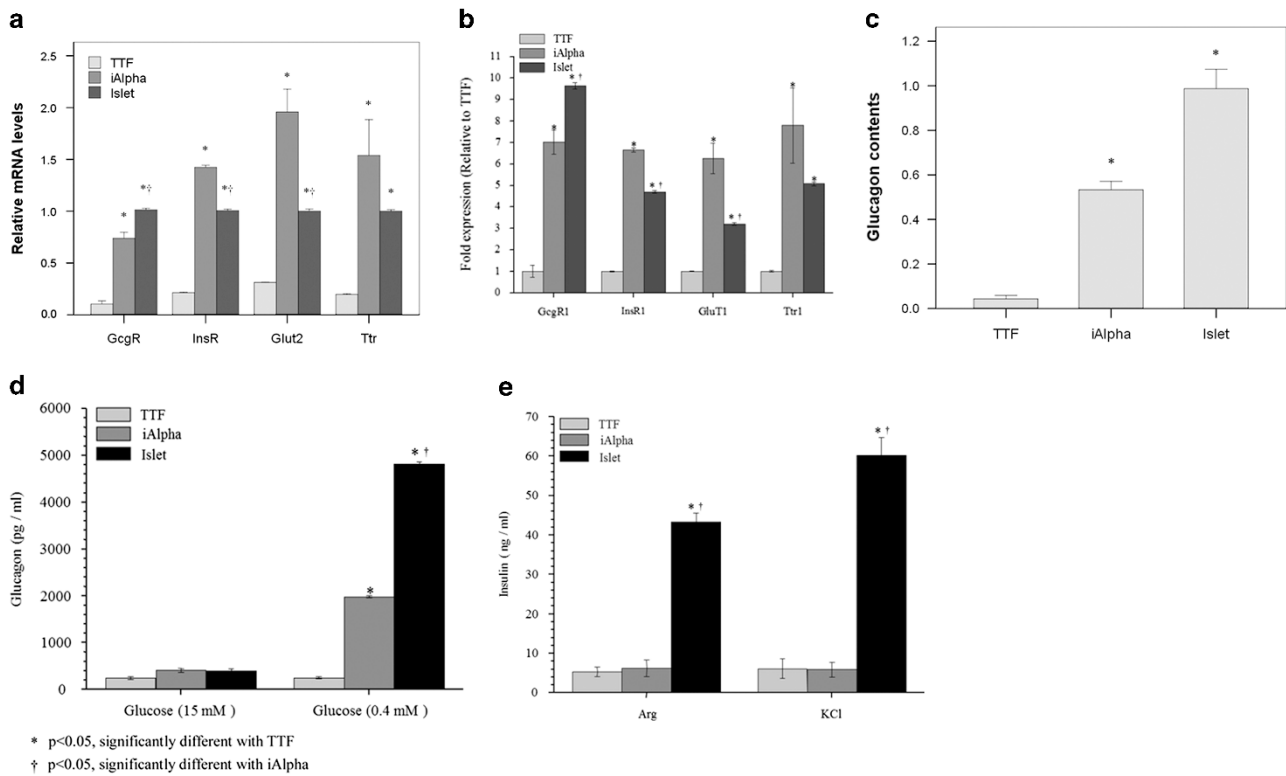 a
Relative mRNA levels
2.5
2.0
1.5
1.0
0.5
0.0
TTF
iAlpha
Islet
*
*‡
*
*‡
*
*‡
*
*
GcgR
InsR
Glut2
Ttr
b
Fold expression (Relative to TTF)
11
10
9
8
7
6
5
4
3
2
1
0
TTF
iAlpha
Islet
*
* †
*
* †
*
* †
*
*
GcgR1
InsR1
GluT1
Ttr1
c
Glucagon contents
1.2
1.0
0.8
0.6
0.4
0.2
0.0
*
*
TTF
iAlpha
Islet
d
Glucagon (pg / ml)
6000
5000
4000
3000
2000
1000
0
TTF
iAlpha
Islet
*
* †
Glucose (15 mM )
Glucose (0.4 mM )
e
Insulin ( ng / ml)
70
60
50
40
30
20
10
0
TTF
iAlpha
Islet
* †
* †
Arg
KCl
* p<0.05, significantly different with TTF
† p<0.05, significantly different with iAlpha